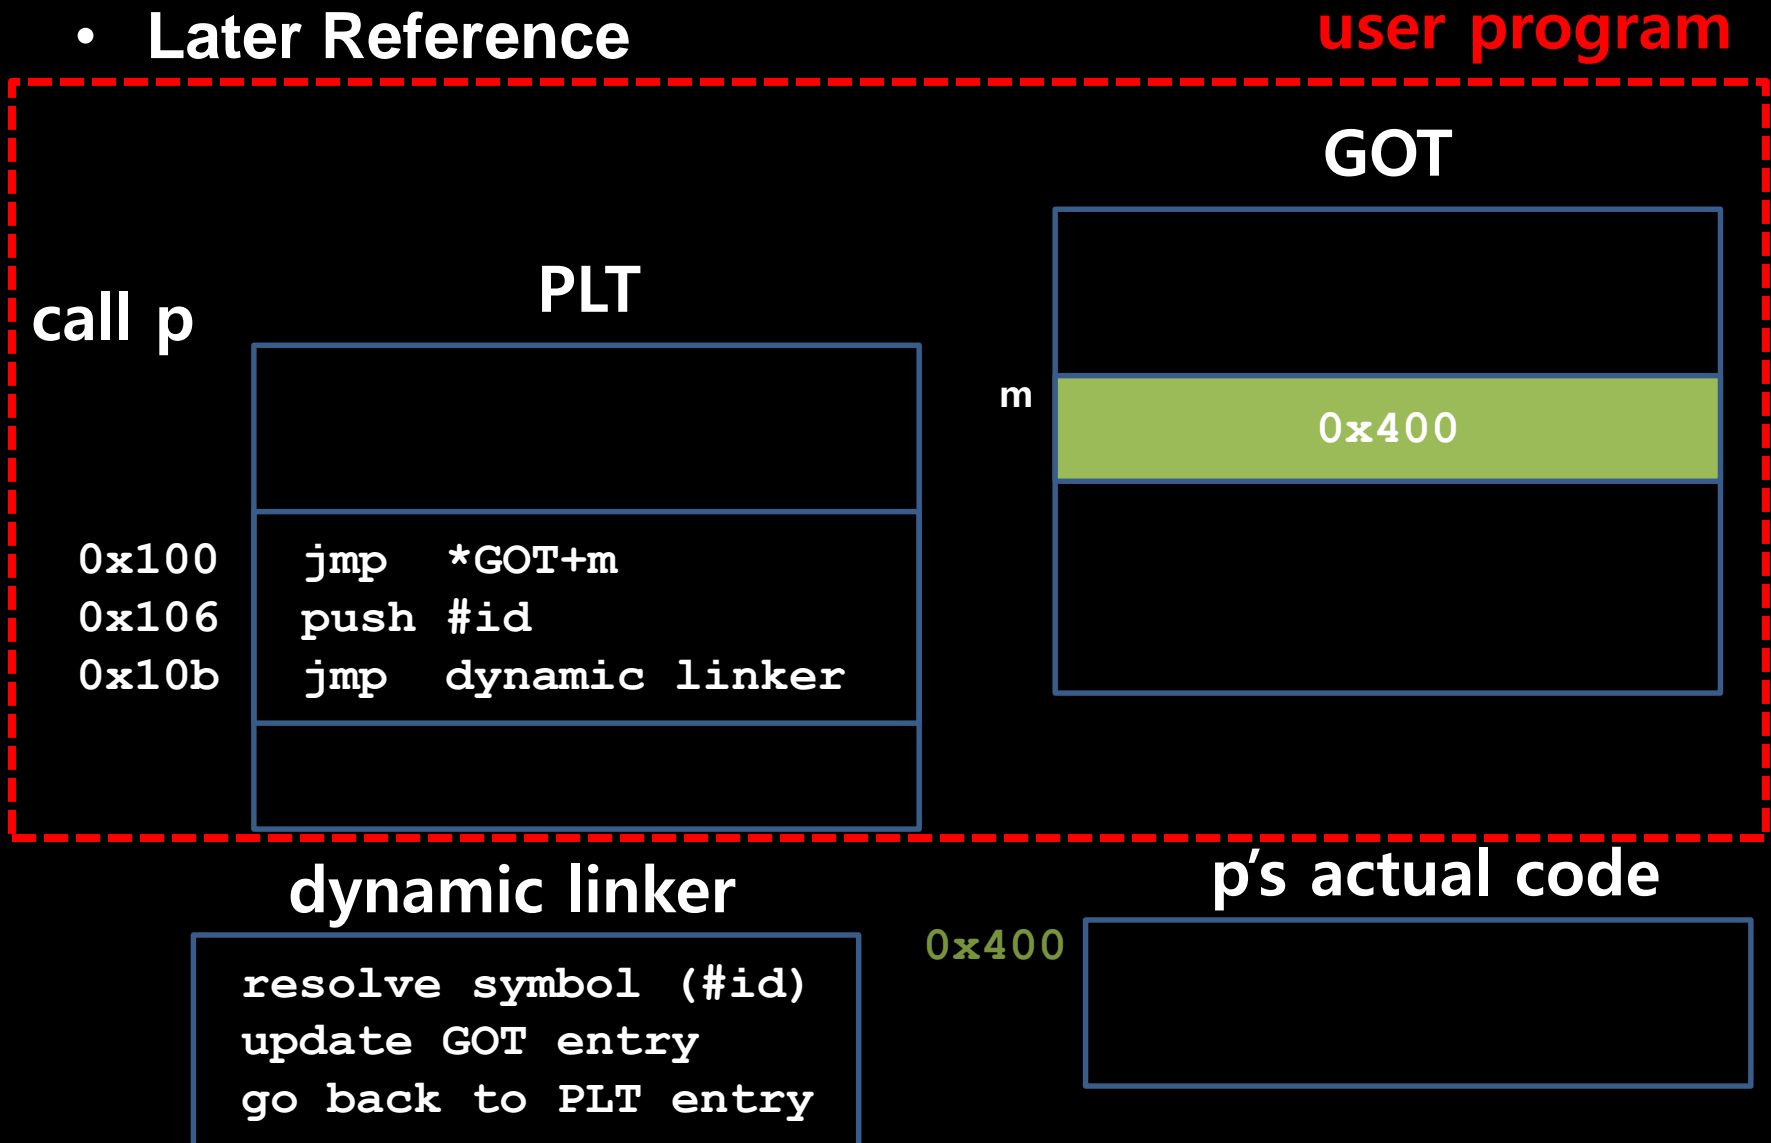 • Later Reference
user program
GOT
PLT
call p
m
0x400
0x100 jmp *GOT+m
0x106 push #id
0x10b jmp dynamic linker
dynamic linker
p’s actual code
0x400
resolve symbol (#id)
update GOT entry
go back to PLT entry